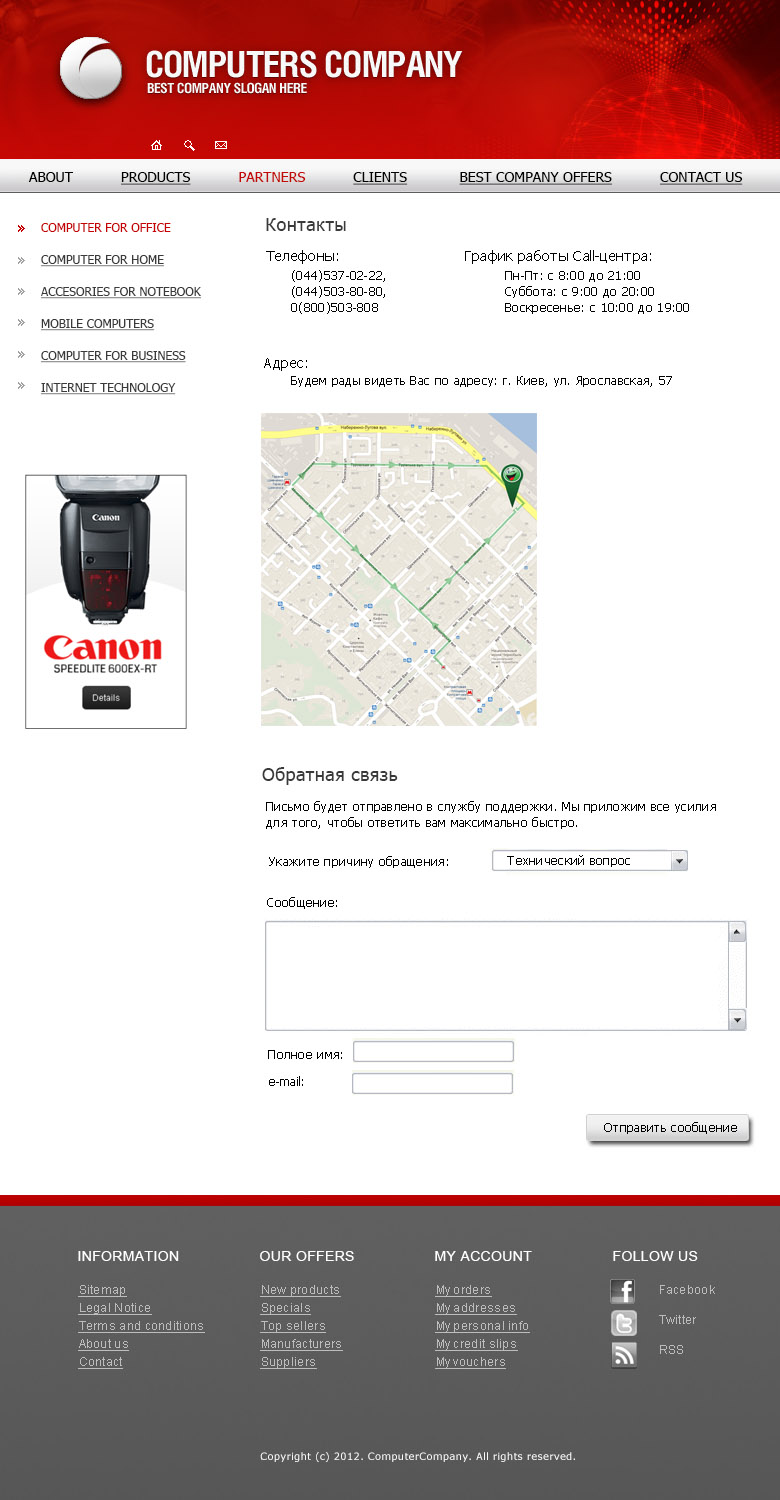 COMPUTERS COMPANY
BEST COMPANY SLOGAN HERE
ABOUT PRODUCTS PARTNERS CLIENTS BEST COMPANY OFFERS CONTACT US
COMPUTER FOR OFFICE
COMPUTER FOR HOME
ACCESORIES FOR NOTEBOOK
MOBILE COMPUTERS
COMPUTER FOR BUSINESS
INTERNET TECHNOLOGY
Canon
Canon
SPEEDLITE 600EX-RT
Details
Контакты
Телефоны:
(044)537-02-22,
(044)503-80-80,
0(800)503-808
График работы Call-центра:
Пн-Пт: с 8:00 до 21:00
Суббота: с 9:00 до 20:00
Воскресенье: с 10:00 до 19:00
Адрес:
Будем рады видеть Вас по адресу: г. Киев, ул. Ярославская, 57
Обратная связь
Письмо будет отправлено в службу поддержки. Мы приложим все усилия
для того, чтобы ответить вам максимально быстро.
Укажите причину обращения: Технический вопрос
Сообщение:
Полное имя:
e-mail:
Отправить сообщение
INFORMATION
Sitemap
Legal Notice
Terms and conditions
About us
Contact
OUR OFFERS
New products
Specials
Top sellers
Manufacturers
Suppliers
MY ACCOUNT
My orders
My addresses
My personal info
My credit slips
My vouchers
FOLLOW US
Facebook
Twitter
RSS
Copyright (c) 2012. ComputerCompany. All rights reserved.